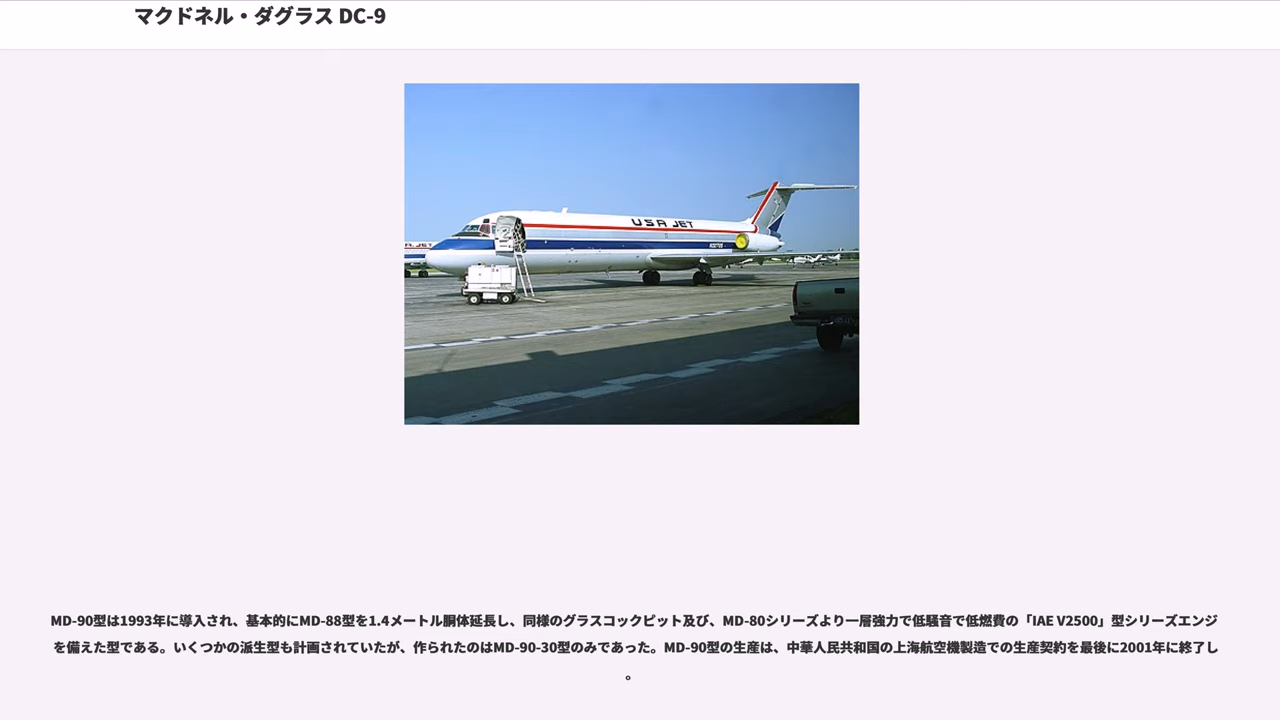 マクドネル・ダグラス DC-9
USA JET
MD-90型は1993年に導入され、基本的にMD-88型を1.4メートル胴体延長し、同様のグラスコックピット及び、MD-80シリーズより一層強力で低騒音で低燃費の「IAE V2500」型シリーズエンジ
を備えた型である。いくつかの派生型も計画されていたが、作られたのはMD-90-30型のみであった。MD-90型の生産は、中華人民共和国の上海航空機製造での生産契約を最後に2001年に終了し
。